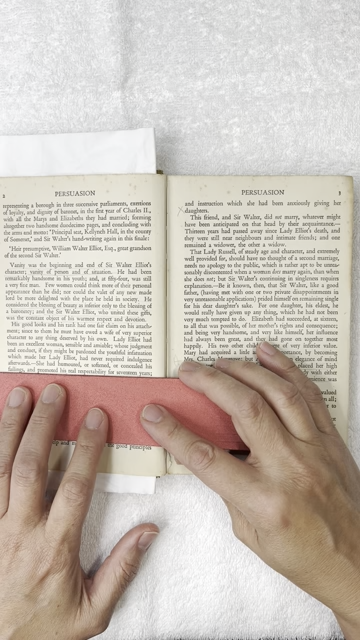 2
PERSUASION
representing a borough in three successive parliaments, exertions
of loyalty, and dignity of baronet, in the first year of Charles II.,
with all the Marys and Elizabeths they had married; forming
altogether two handsome duodecimo pages, and concluding with
the arms and motto: 'Principal seat, Kellynch Hall, in the county
of Somerset,' and Sir Walter's hand-writing again in this finale:
'Heir presumptive, William Walter Elliot, Esq., great grandson
of the second Sir Walter.'
Vanity was the beginning and end of Sir Walter Elliot's
character; vanity of person and of situation. He had been
remarkably handsome in his youth; and, at fifty-four, was still
a very fine man. Few women could think more of their personal
appearance than he did; nor could the valet of any new made
lord be more delighted with the place he held in society. He
considered the blessing of beauty as inferior only to the blessing of
a baronetcy; and the Sir Walter Elliot, who united these gifts,
was the constant object of his warmest respect and devotion.
His good looks and his rank had one fair claim on his attach-
ment; since to them he must have owed a wife of very superior
character to any thing deserved by his own. Lady Elliot had
been an excellent woman, sensible and amiable; whose judgment
and conduct, if they might be pardoned the youthful infatuation
which made her Lady Elliot, had never required indulgence
afterwards.—She had humoured, or softened, or concealed his
failings, and promoted his real respectability for seventeen years;
good principles
PERSUASION
3
and instruction which she had been anxiously giving her
daughters.
This friend, and Sir Walter, did not marry, whatever might
have been anticipated on that head by their acquaintance.—
Thirteen years had passed away since Lady Elliot's death, and
they were still near neighbours and intimate friends; and one
remained a widower, the other a widow.
That Lady Russell, of steady age and character, and extremely
well provided for, should have no thought of a second marriage,
needs no apology to the public, which is rather apt to be unrea-
sonably discontented when a woman does marry again, than when
she does not; but Sir Walter's continuing in singleness requires
explanation.—Be it known, then, that Sir Walter, like a good
father, (having met with one or two private disappointments in
very unreasonable applications) prided himself on remaining single
for his dear daughter's sake. For one daughter, his eldest, he
would really have given up any thing, which he had not been
very much tempted to do. Elizabeth had succeeded, at sixteen,
to all that was possible, of her mother's rights and consequence;
and being very handsome, and very like himself, her influence
had always been great, and they had gone on together most
happily. His two other children were of very inferior value.
Mary had acquired a little artificial importance, by becoming
Mrs. Charles Musgrove; but